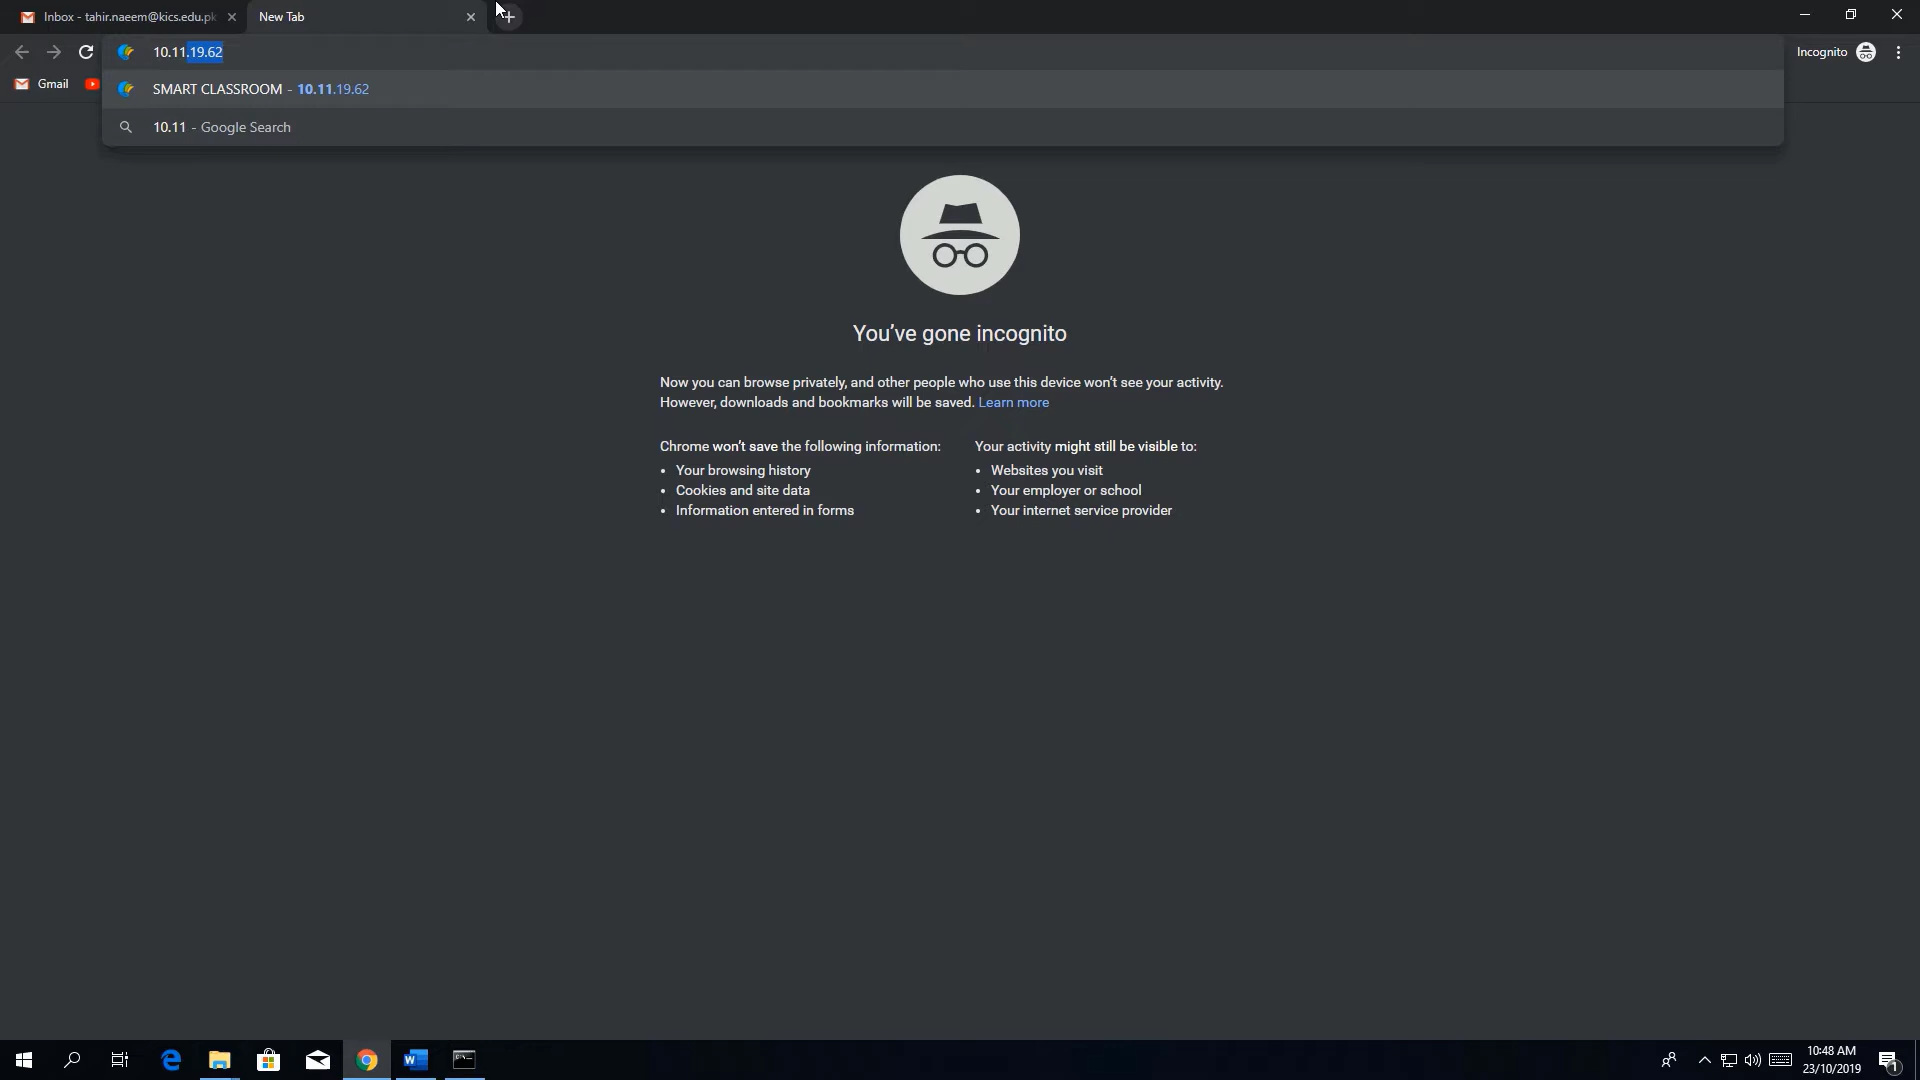 Inbox - tahir.naeem@kics.edu.pk
New Tab
10.11.19.62
Incognito
Gmail
SMART CLASSROOM - 10.11.19.62
10.11 - Google Search
You've gone incognito
Now you can browse privately, and other people who use this device won't see your activity.
However, downloads and bookmarks will be saved. Learn more
Chrome won't save the following information:
Your browsing history
Cookies and site data
Information entered in forms
Your activity might still be visible to:
Websites you visit
Your employer or school
Your internet service provider
10:48 AM
23/10/2019
1